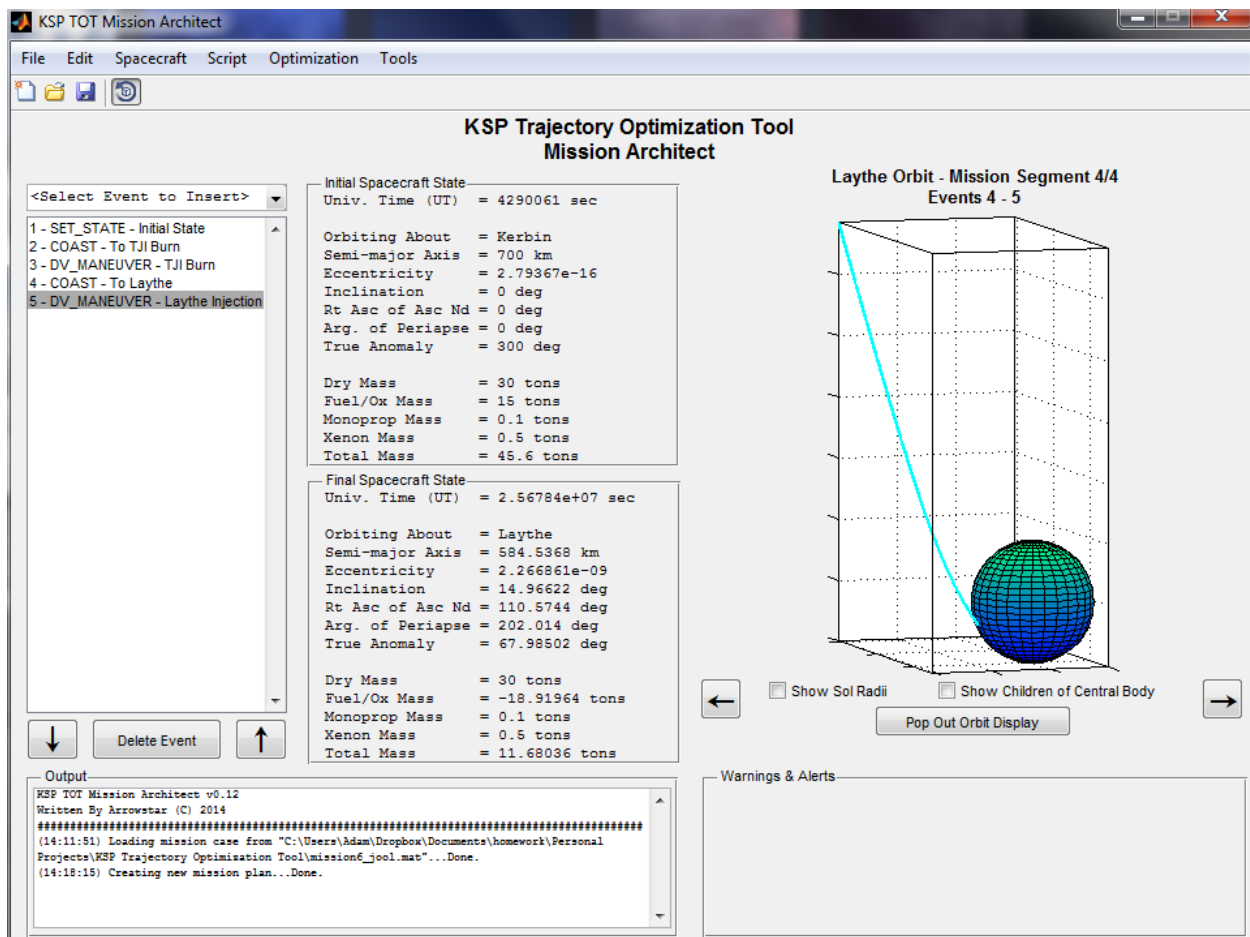 KSP TOT Mission Architect
File Edit Spacecraft Script Optimization Tools
KSP Trajectory Optimization Tool
Mission Architect
<Select Event to Insert>
1 - SET_STATE - Initial State
2 - COAST - To TJI Burn
3 - DV_MANEUVER - TJI Burn
4 - COAST - To Laythe
5 - DV_MANEUVER - Laythe Injection
Delete Event
Initial Spacecraft State
Univ. Time (UT) = 4290061 sec
Orbiting About = Kerbin
Semi-major Axis = 700 km
Eccentricity = 2.79367e-16
Inclination = 0 deg
Rt Asc of Asc Nd = 0 deg
Arg. of Periapse = 0 deg
True Anomaly = 300 deg
Dry Mass = 30 tons
Fuel/Ox Mass = 15 tons
Monoprop Mass = 0.1 tons
Xenon Mass = 0.5 tons
Total Mass = 45.6 tons
Final Spacecraft State
Univ. Time (UT) = 2.56784e+07 sec
Orbiting About = Laythe
Semi-major Axis = 584.5368 km
Eccentricity = 2.266861e-09
Inclination = 14.96622 deg
Rt Asc of Asc Nd = 110.5744 deg
Arg. of Periapse = 202.014 deg
True Anomaly = 67.98502 deg
Dry Mass = 30 tons
Fuel/Ox Mass = -18.91964 tons
Monoprop Mass = 0.1 tons
Xenon Mass = 0.5 tons
Total Mass = 11.68036 tons
Laythe Orbit - Mission Segment 4/4
Events 4 - 5
Show SoI Radii
Show Children of Central Body
Pop Out Orbit Display
Output
KSP TOT Mission Architect v0.12
Written By Arrowstar (C) 2014
#############################################################################################
(14:11:51) Loading mission case from "C:\Users\Adam\Dropbox\Documents\homework\Personal
Projects\KSP Trajectory Optimization Tool\mission6_jool.mat"...Done.
(14:18:15) Creating new mission plan...Done.
Warnings & Alerts